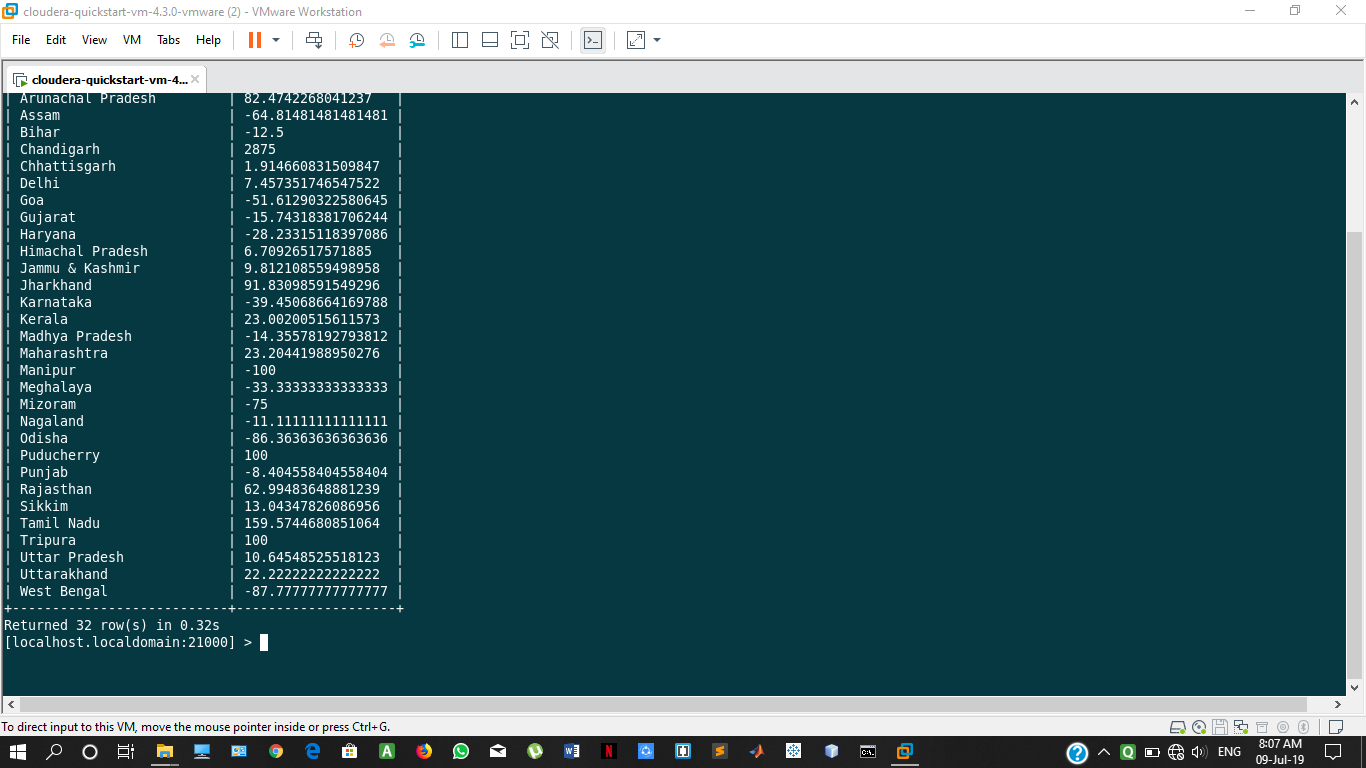 cloudera-quickstart-vm-4.3.0-vmware (2) - VMware Workstation
File Edit View VM Tabs Help
cloudera-quickstart-vm-4...
| Arunachal Pradesh | 82.4742268041237 |
| Assam | -64.81481481481481 |
| Bihar | -12.5 |
| Chandigarh | 2875 |
| Chhattisgarh | 1.914660831509847 |
| Delhi | 7.457351746547522 |
| Goa | -51.61290322580645 |
| Gujarat | -15.74318381706244 |
| Haryana | -28.23315118397086 |
| Himachal Pradesh | 6.70926517571885 |
| Jammu & Kashmir | 9.812108559498958 |
| Jharkhand | 91.83098591549296 |
| Karnataka | -39.45068664169788 |
| Kerala | 23.00200515611573 |
| Madhya Pradesh | -14.35578192793812 |
| Maharashtra | 23.20441988950276 |
| Manipur | -100 |
| Meghalaya | -33.33333333333333 |
| Mizoram | -75 |
| Nagaland | -11.11111111111111 |
| Odisha | -86.36363636363636 |
| Puducherry | 100 |
| Punjab | -8.404558404558404 |
| Rajasthan | 62.99483648881239 |
| Sikkim | 13.04347826086956 |
| Tamil Nadu | 159.5744680851064 |
| Tripura | 100 |
| Uttar Pradesh | 10.64548525518123 |
| Uttarakhand | 22.22222222222222 |
| West Bengal | -87.77777777777777 |
+---------------------------+--------------------+
Returned 32 row(s) in 0.32s
[localhost.localdomain:21000] >
To direct input to this VM, move the mouse pointer inside or press Ctrl+G.
ENG
8:07 AM
09-Jul-19